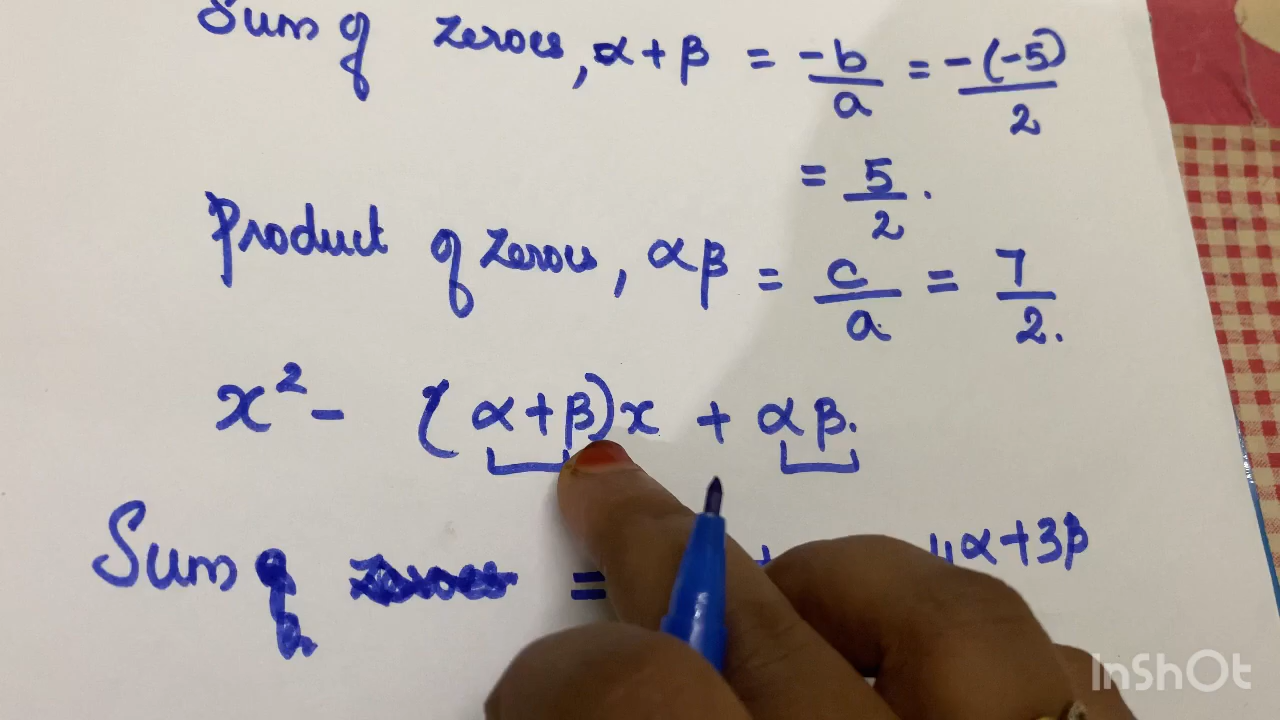 Sum of zeroes, α+β = -b/a = -(-5)/2
= 5/2.
Product of zeroes, αβ = c/a = 7/2.
x² - (α+β)x + αβ.
Sum of zeroes = 4α+3β
InShOt